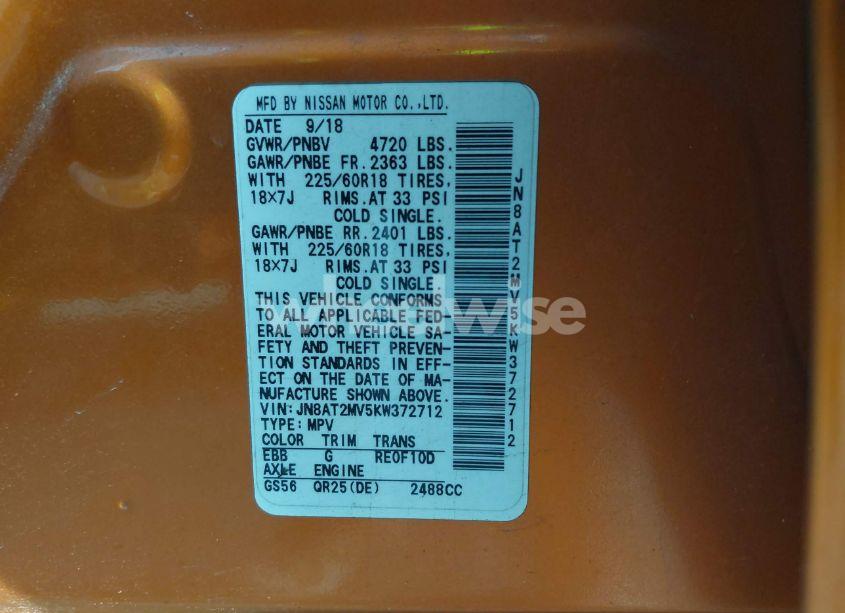 MFD BY NISSAN MOTOR CO.,LTD.
DATE 9/18
GVWR/PNBV 4720 LBS.
GAWR/PNBE FR.2363 LBS.
WITH 225/60R18 TIRES,
18×7J RIMS.AT 33 PSI
COLD SINGLE.
GAWR/PNBE RR.2401 LBS.
WITH 225/60R18 TIRES,
18×7J RIMS.AT 33 PSI
COLD SINGLE.
THIS VEHICLE CONFORMS
TO ALL APPLICABLE FED-
ERAL MOTOR VEHICLE SA-
FETY AND THEFT PREVEN-
TION STANDARDS IN EFF-
ECT ON THE DATE OF MA-
NUFACTURE SHOWN ABOVE.
VIN:JN8AT2MV5KW372712
TYPE:MPV
COLOR TRIM TRANS
EBB G RE0F10D
AXLE ENGINE
GS56 QR25(DE) 2488CC
JN8AT2MV5KW372712